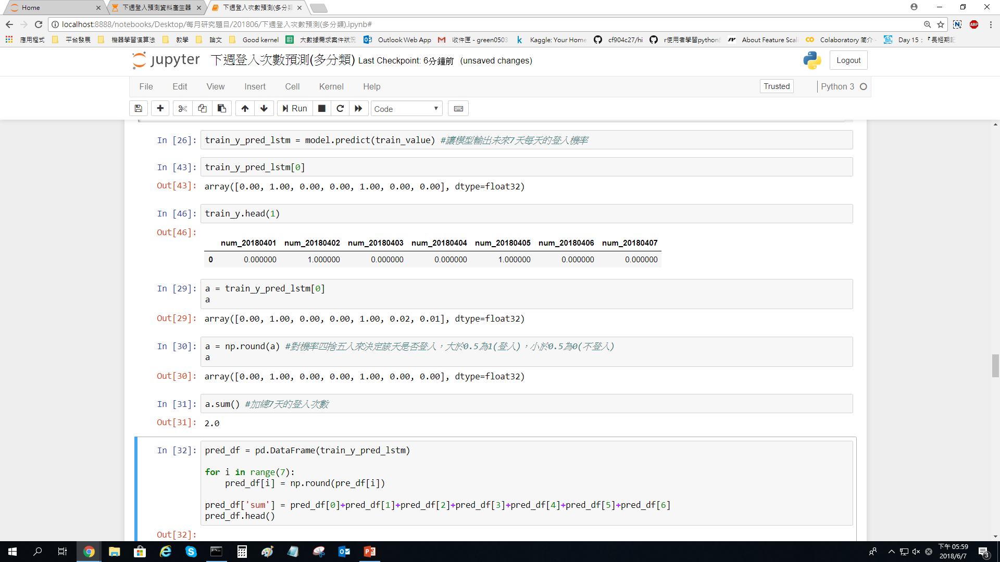 Home
下週登入預測資料產生器
下週登入次數預測(多分類
localhost:8888/notebooks/Desktop/每月研究題目/201806/下週登入次數預測(多分類).ipynb#
應用程式 平台發展 機器學習演算法 教學 論文 Good kernel 大數據需求案件狀況 Outlook Web App 收件匣 - green0503 Kaggle: Your Home cf904c27/hi r使用者學習python About Feature Scali Colaboratory 簡介 - Day 15：『長短期記
jupyter 下週登入次數預測(多分類) Last Checkpoint: 6分鐘前 (unsaved changes)
Logout
File Edit View Insert Cell Kernel Help
Trusted Python 3
Run Code
In [26]: train_y_pred_lstm = model.predict(train_value) #讓模型輸出未來7天每天的登入機率
In [43]: train_y_pred_lstm[0]
Out[43]: array([0.00, 1.00, 0.00, 0.00, 1.00, 0.00, 0.00], dtype=float32)
In [46]: train_y.head(1)
Out[46]:
num_20180401 num_20180402 num_20180403 num_20180404 num_20180405 num_20180406 num_20180407
0 0.000000 1.000000 0.000000 0.000000 1.000000 0.000000 0.000000
In [29]: a = train_y_pred_lstm[0]
a
Out[29]: array([0.00, 1.00, 0.00, 0.00, 1.00, 0.02, 0.01], dtype=float32)
In [30]: a = np.round(a) #對機率四捨五入來決定該天是否登入，大於0.5為1(登入)，小於0.5為0(不登入)
a
Out[30]: array([0.00, 1.00, 0.00, 0.00, 1.00, 0.00, 0.00], dtype=float32)
In [31]: a.sum() #加總7天的登入次數
Out[31]: 2.0
In [32]: pred_df = pd.DataFrame(train_y_pred_lstm)
for i in range(7):
pred_df[i] = np.round(pre_df[i])
pred_df['sum'] = pred_df[0]+pred_df[1]+pred_df[2]+pred_df[3]+pred_df[4]+pred_df[5]+pred_df[6]
pred_df.head()
Out[32]:
下午 05:59
2018/6/7
3